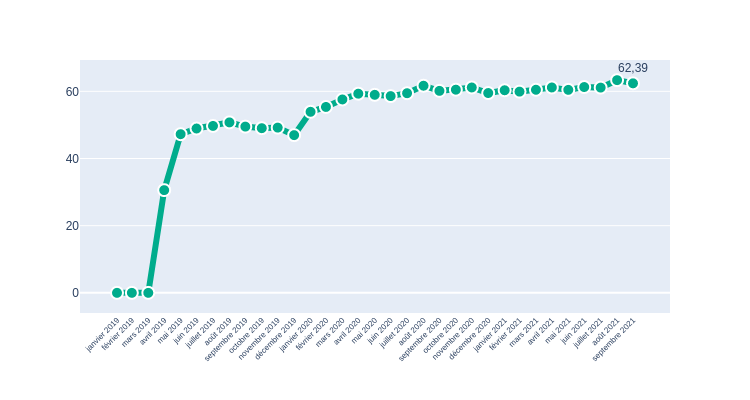 62,39
60
40
20
0
janvier 2019
février 2019
mars 2019
avril 2019
mai 2019
juin 2019
juillet 2019
août 2019
septembre 2019
octobre 2019
novembre 2019
décembre 2019
janvier 2020
février 2020
mars 2020
avril 2020
mai 2020
juin 2020
juillet 2020
août 2020
septembre 2020
octobre 2020
novembre 2020
décembre 2020
janvier 2021
février 2021
mars 2021
avril 2021
mai 2021
juin 2021
juillet 2021
août 2021
septembre 2021